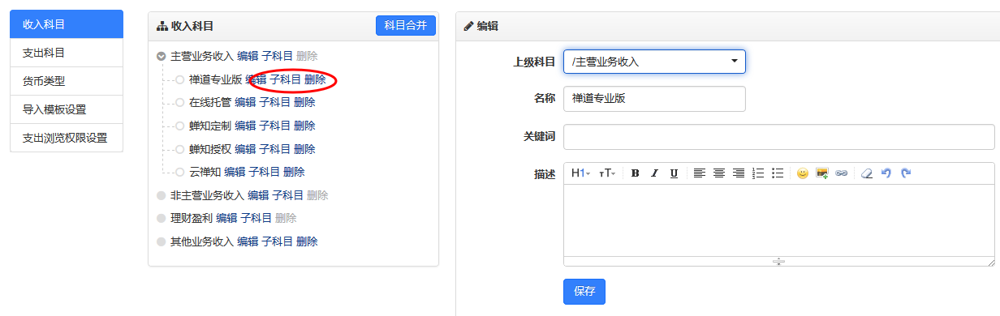 收入科目
支出科目
货币类型
导入模板设置
支出浏览权限设置
收入科目 科目合并
主营业务收入 编辑 子科目 删除
禅道专业版 编辑 子科目 删除
在线托管 编辑 子科目 删除
蝉知定制 编辑 子科目 删除
蝉知授权 编辑 子科目 删除
云禅知 编辑 子科目 删除
非主营业务收入 编辑 子科目 删除
理财盈利 编辑 子科目 删除
其他业务收入 编辑 子科目 删除
编辑
上级科目 /主营业务收入
名称 禅道专业版
关键词
描述 H1 TT B I U
保存